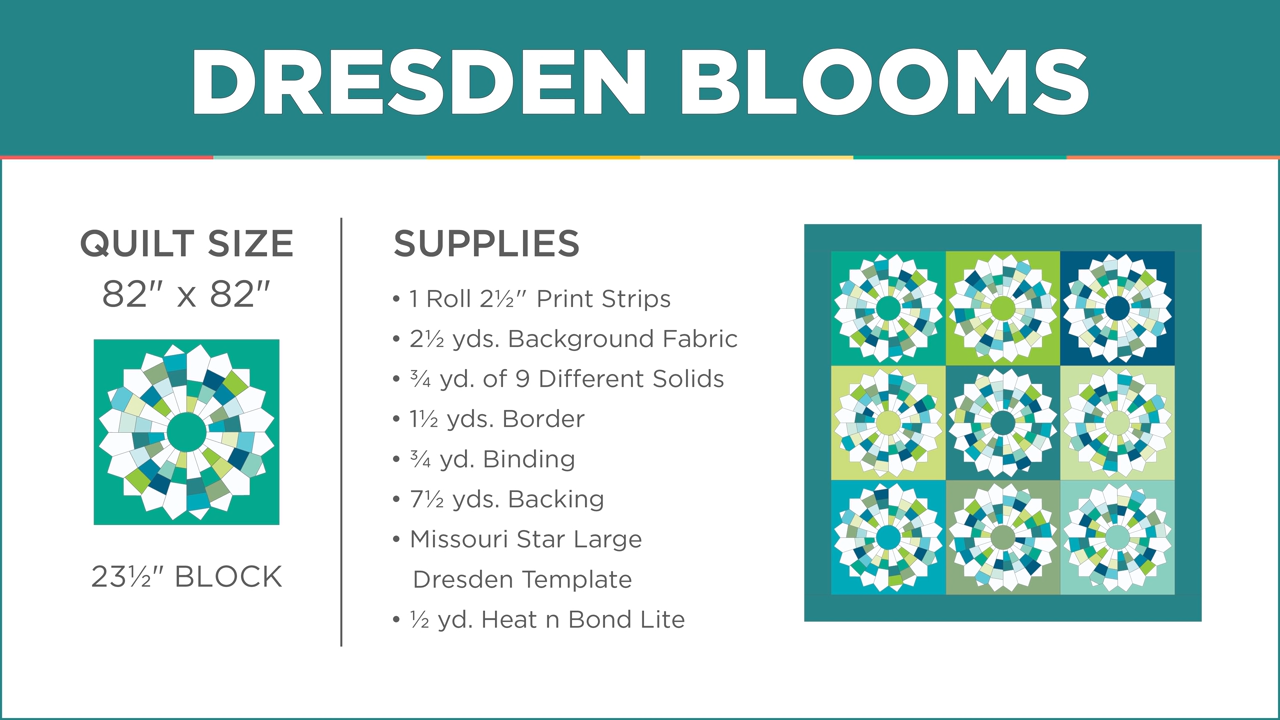 DRESDEN BLOOMS
QUILT SIZE
82" x 82"
23½" BLOCK
SUPPLIES
• 1 Roll 2½" Print Strips
• 2½ yds. Background Fabric
• ¾ yd. of 9 Different Solids
• 1½ yds. Border
• ¾ yd. Binding
• 7½ yds. Backing
• Missouri Star Large
Dresden Template
• ½ yd. Heat n Bond Lite